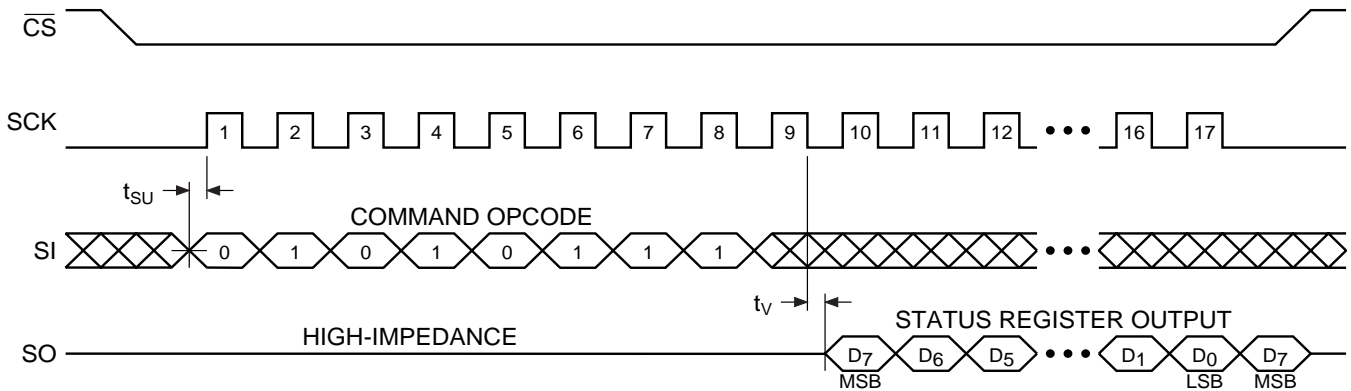 CS
SCK 1 2 3 4 5 6 7 8 9 10 11 12 • • • 16 17
tSU
COMMAND OPCODE
SI 0 1 0 1 0 1 1 1 • • •
tV
HIGH-IMPEDANCE STATUS REGISTER OUTPUT
SO D7 D6 D5 • • • D1 D0 D7
MSB LSB MSB